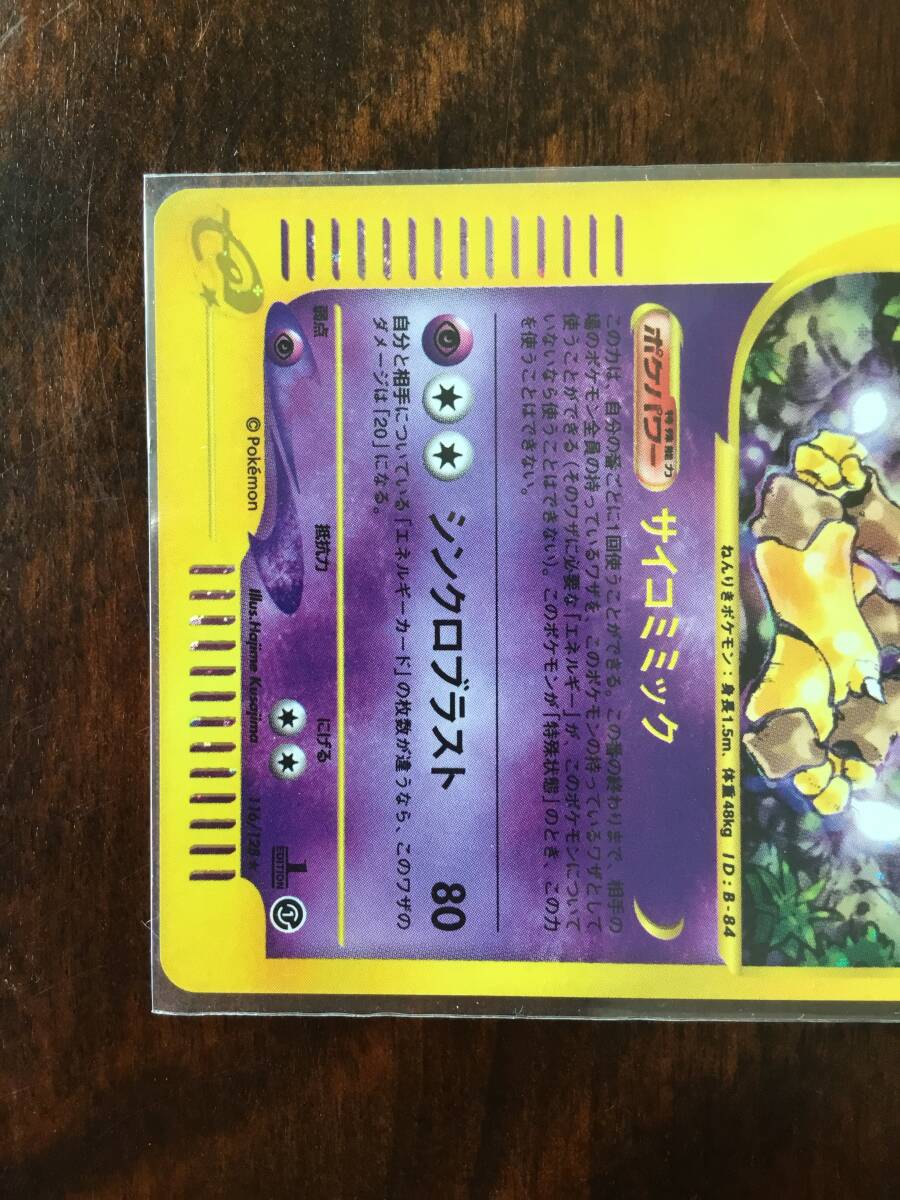 ねんりきポケモン：身長1.5m、体重48kg ID：B-84
特殊能力
ポケパワー サイコミミック
この力は、自分の番ごとに1回使うことができる。この番の終わりまで、相手の
場のポケモン全員の持っているワザを、このポケモンの持っているワザとして
使うことができる（そのワザに必要な「エネルギー」が、このポケモンについて
いないなら使うことはできない）。このポケモンが「特殊状態」のとき、この力
を使うことはできない。
シンクロブラスト 80
自分と相手についている「エネルギーカード」の枚数が違うなら、このワザの
ダメージは「20」になる。
弱点 抵抗力 にげる
© Pokémon Illus.Hajime Kusajima 116/128★
1
EDITION